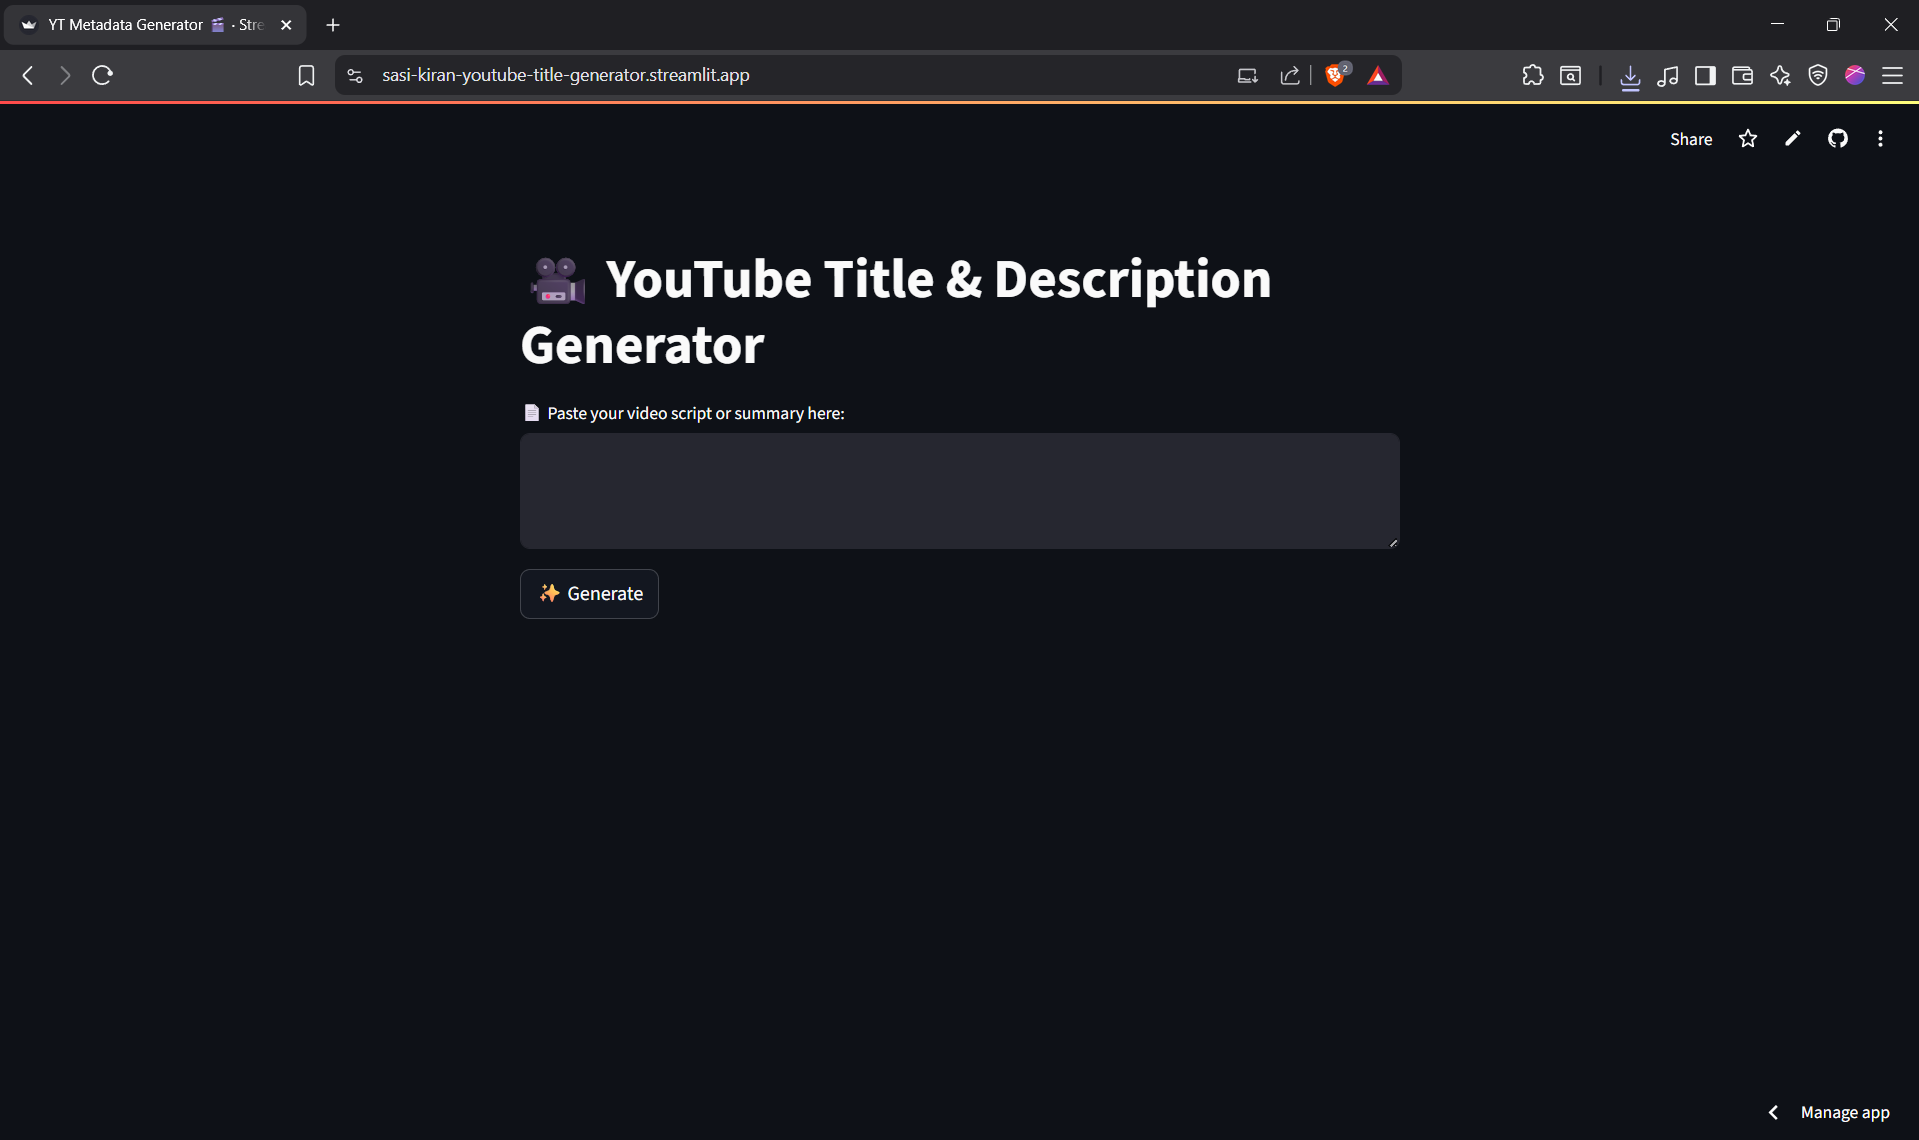 YT Metadata Generator 🎬 · Stre
sasi-kiran-youtube-title-generator.streamlit.app
2
Share
🎥 YouTube Title & Description
Generator
📄 Paste your video script or summary here:
✨ Generate
Manage app